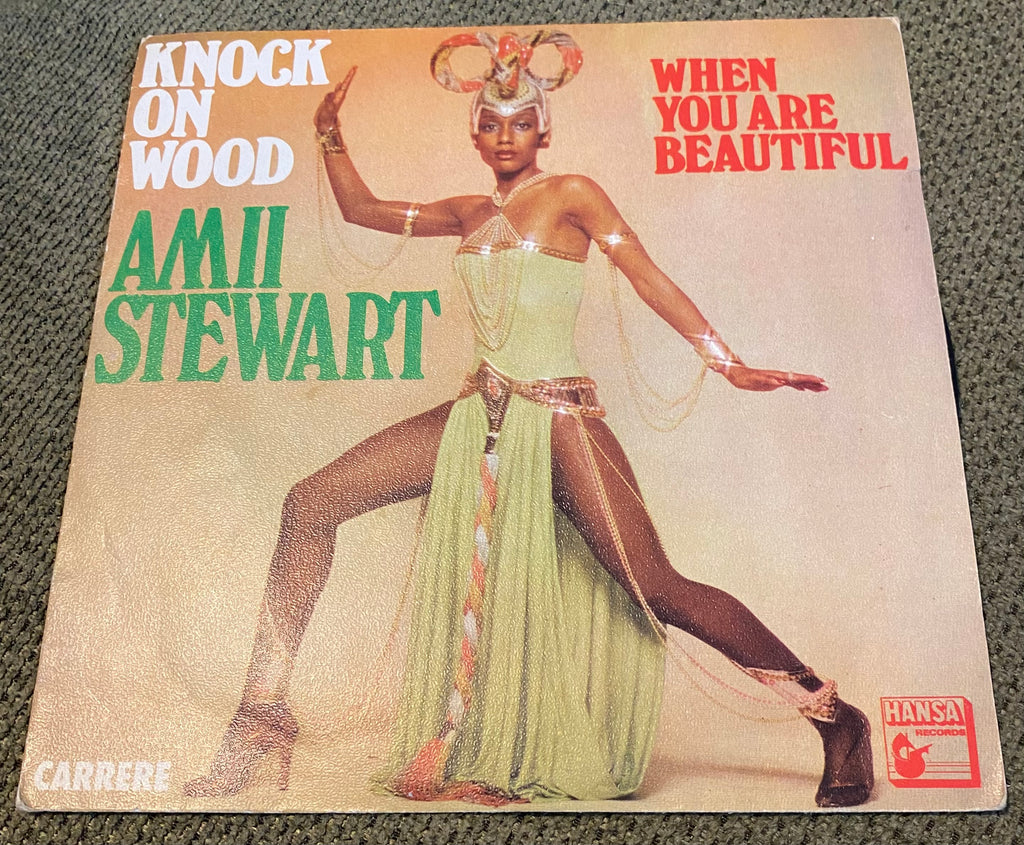 KNOCK
ON
WOOD
AMII
STEWART
WHEN
YOU ARE
BEAUTIFUL
CARRERE
HANSA
RECORDS